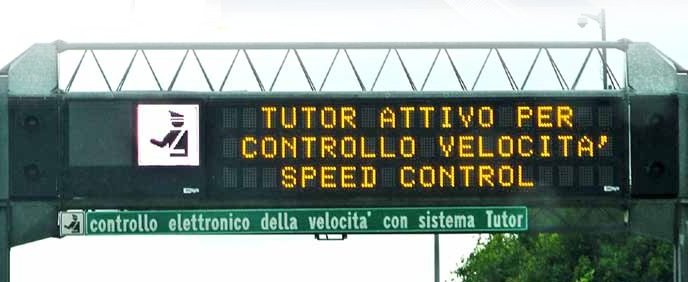 TUTOR ATTIVO PER
CONTROLLO VELOCITA'
SPEED CONTROL
controllo elettronico della velocita' con sistema Tutor